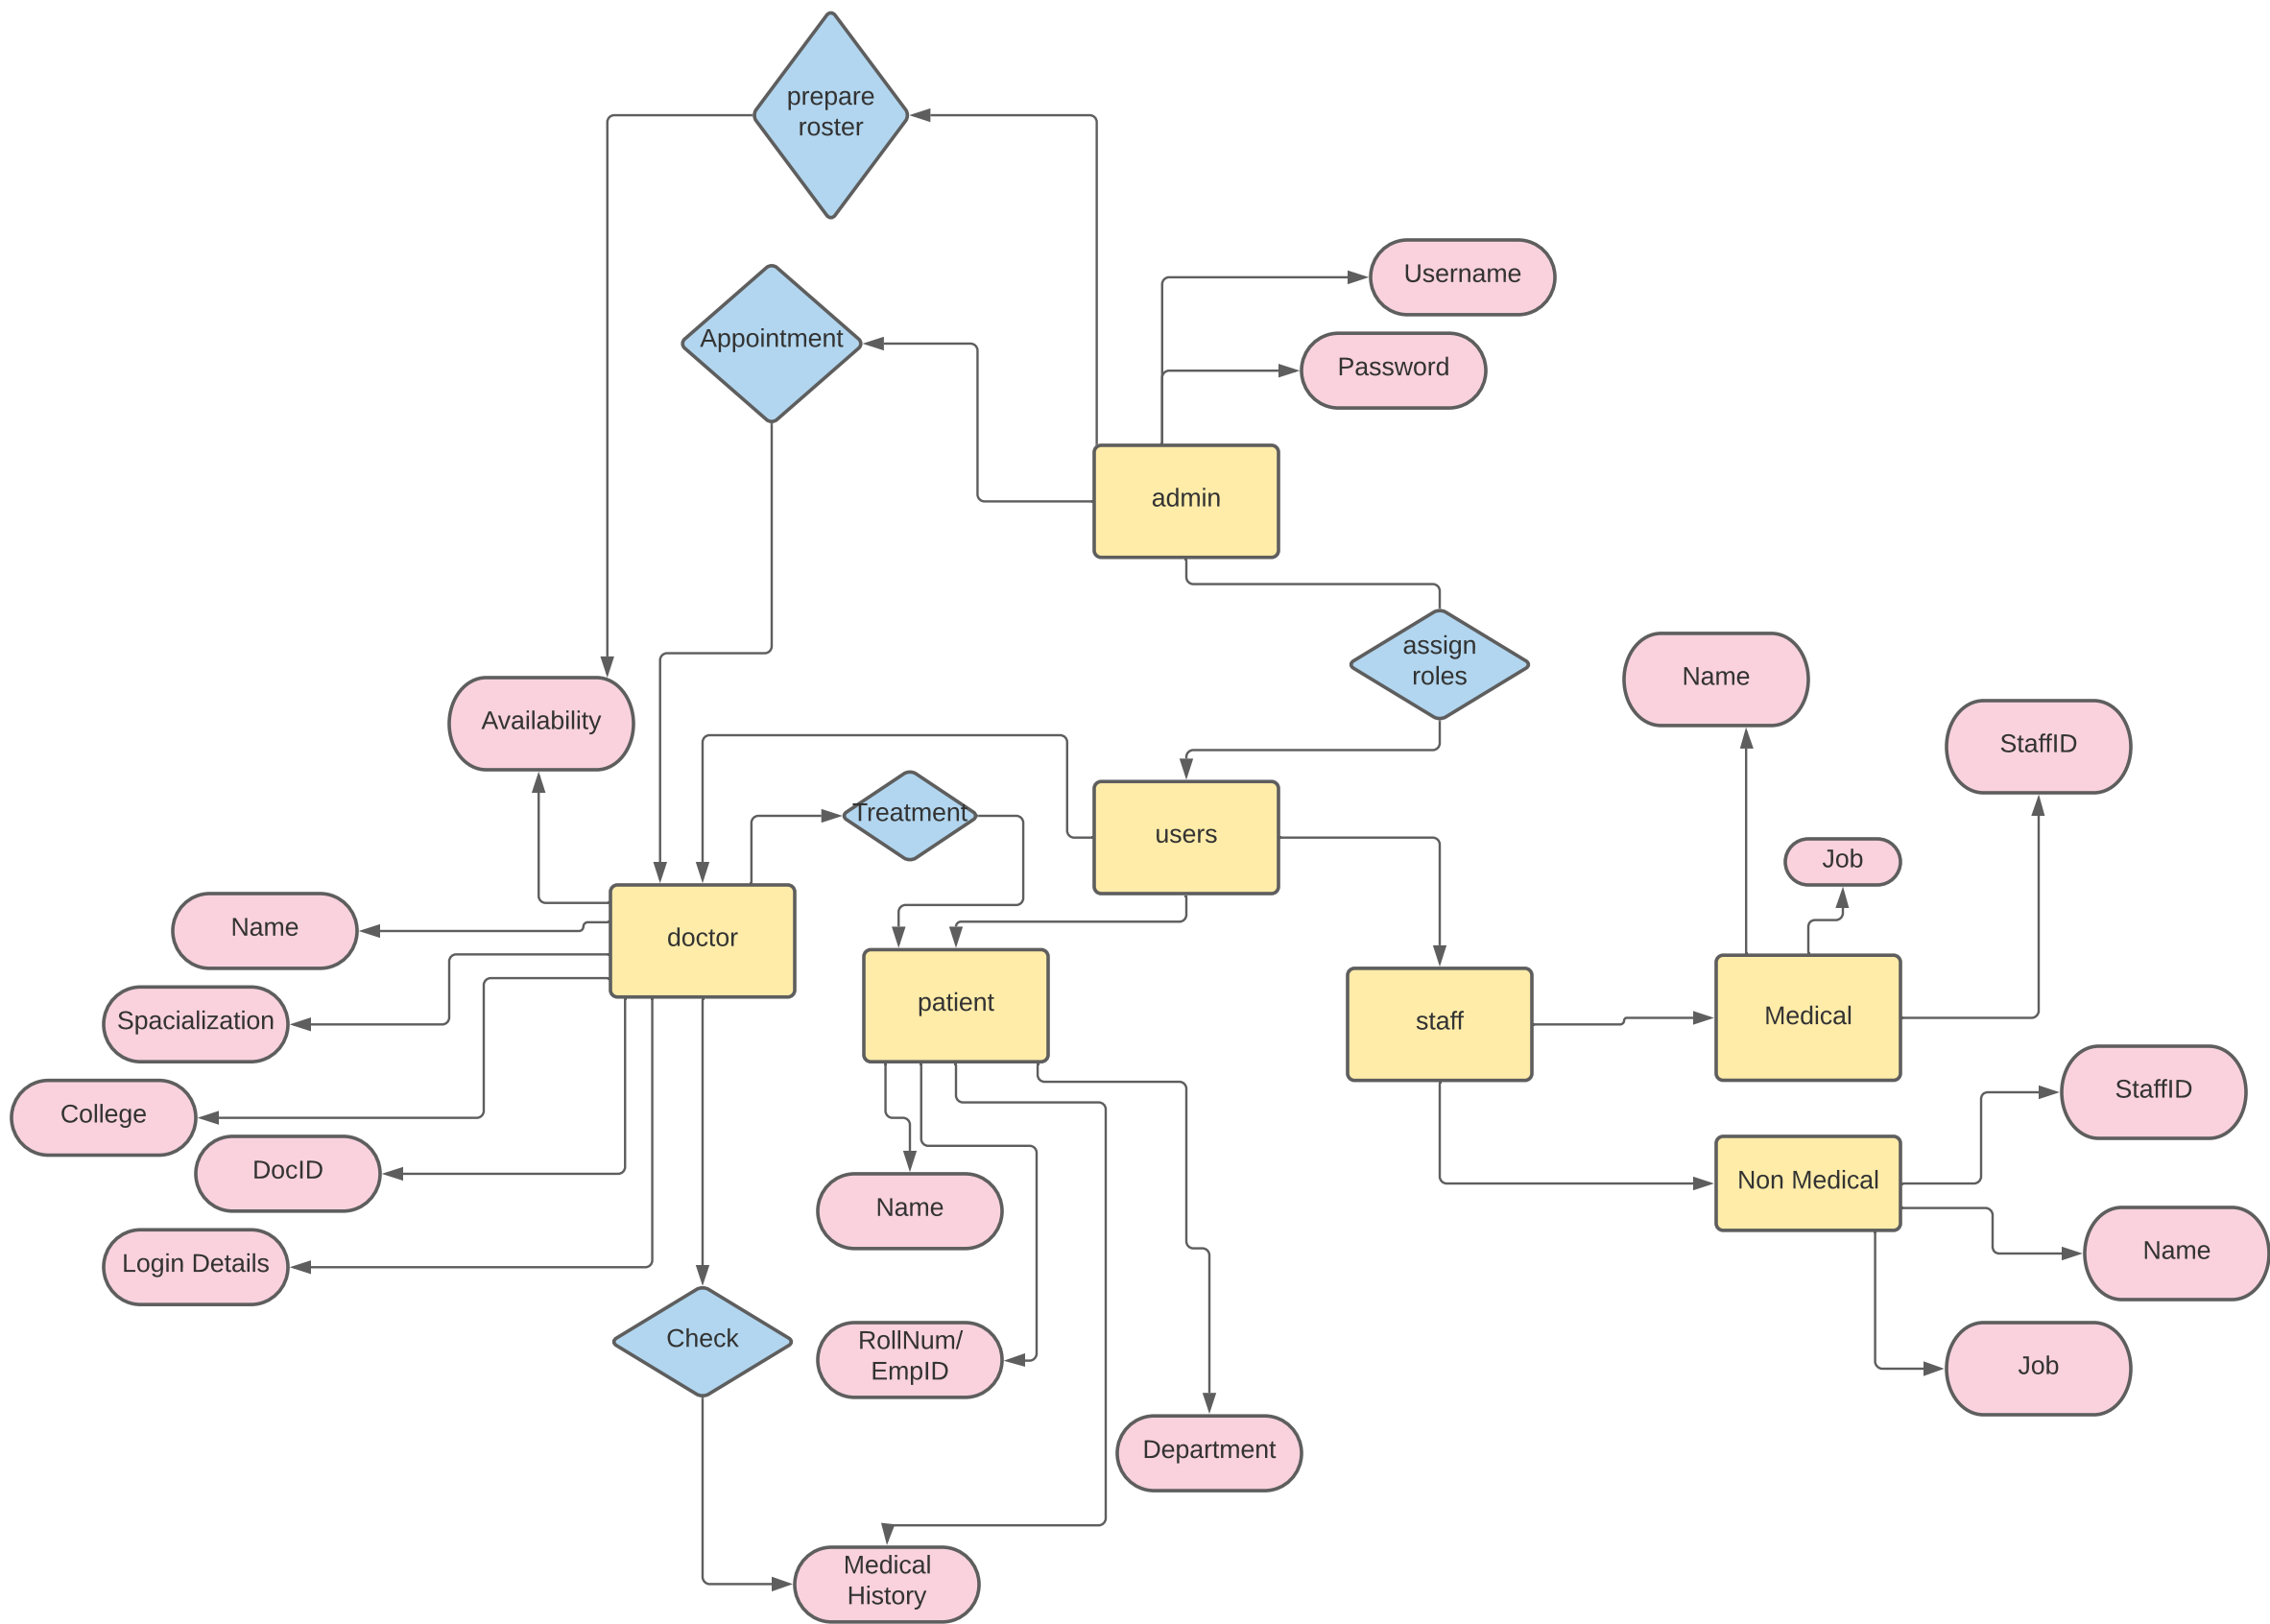 prepare
roster
Username
Appointment
Password
admin
assign
roles
Name
Availability
StaffID
Treatment
users
Job
Name
doctor
patient
staff
Medical
Spacialization
College
StaffID
DocID
Non Medical
Name
Login Details
Name
Check
RollNum/
EmpID
Job
Department
Medical
History